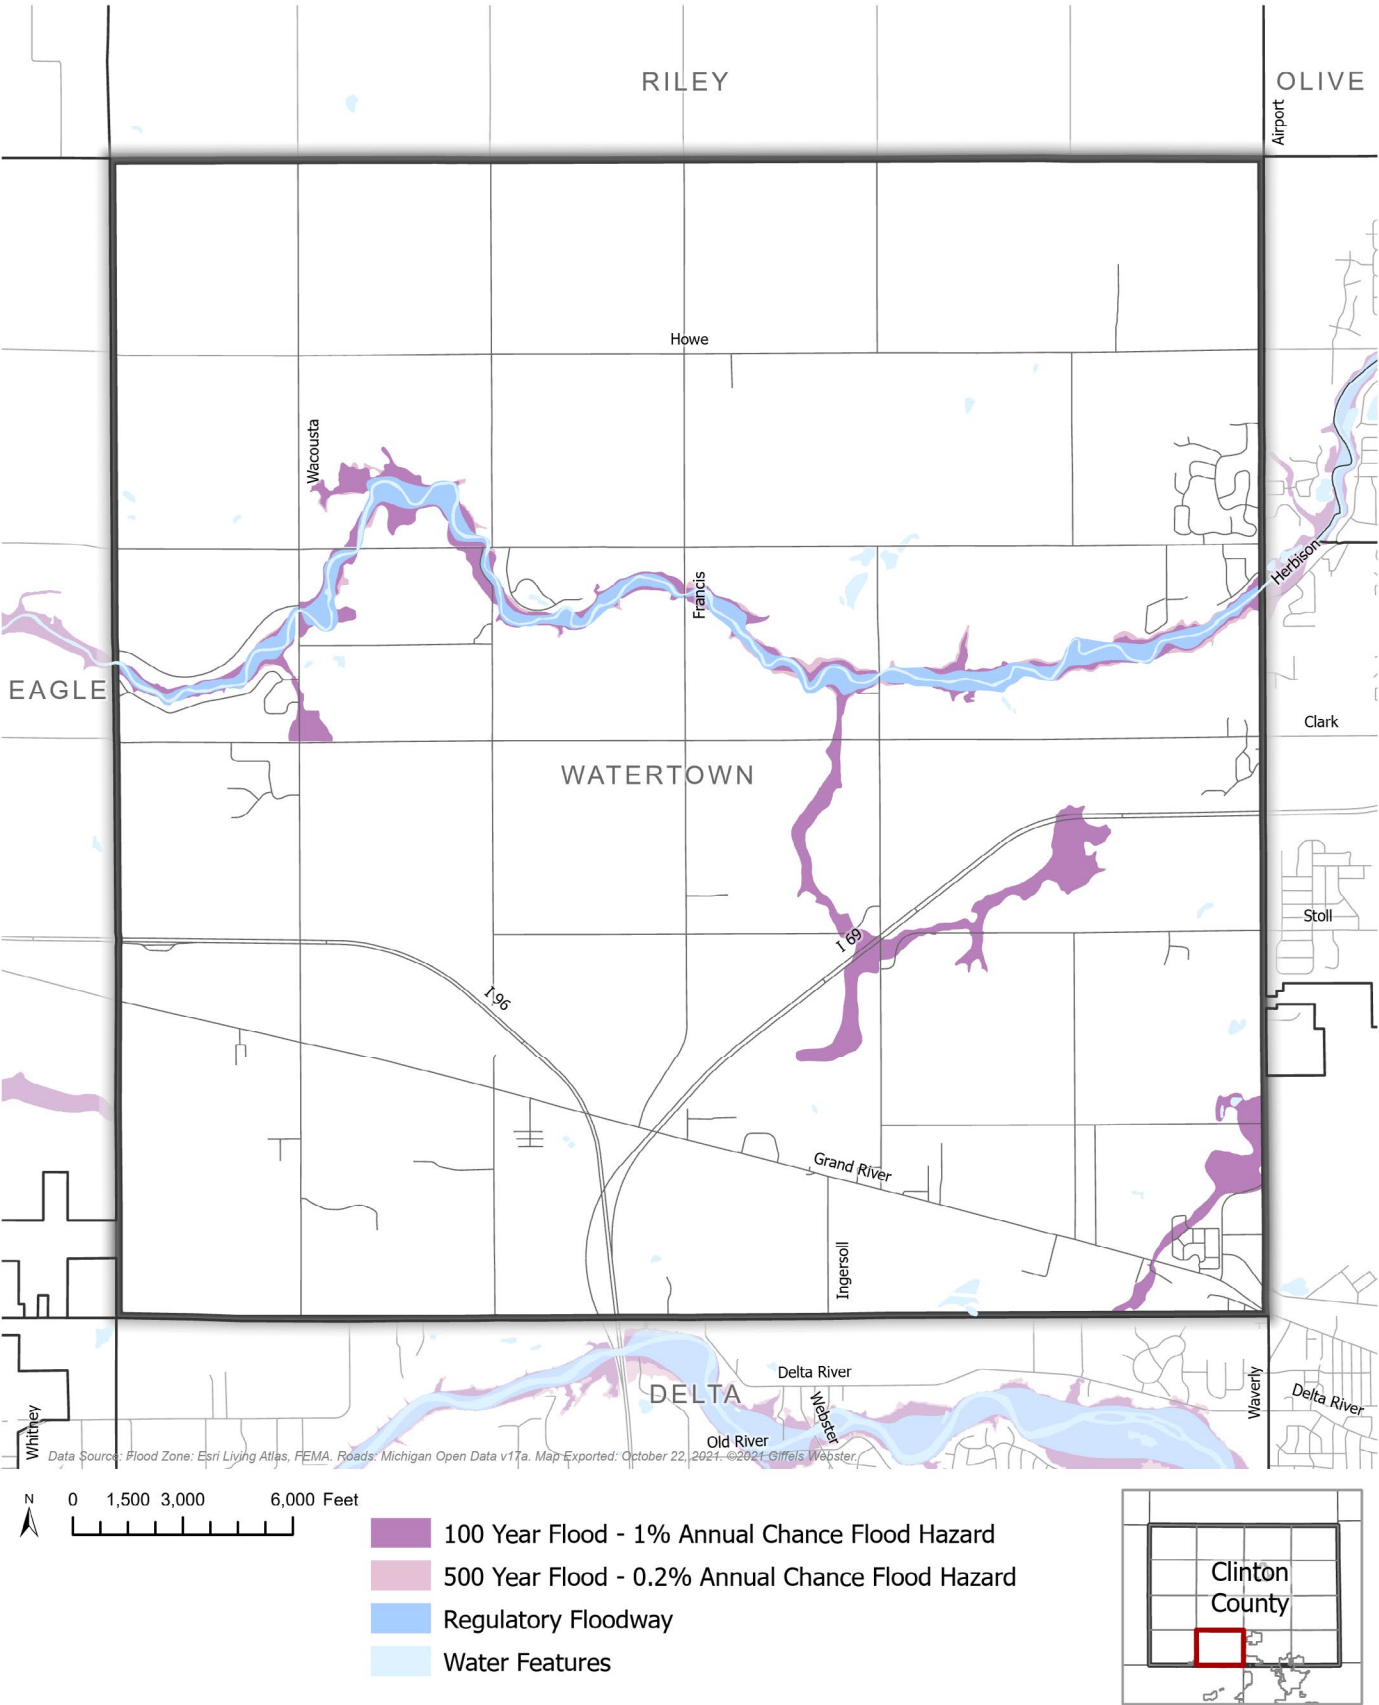 RILEY
OLIVE
Airport
Howe
Wacousta
Herbison
Francis
EAGLE
Clark
WATERTOWN
Stoll
I 69
I 96
Grand River
Ingersoll
Delta River
Waverly
DELTA
Webster
Delta River
Whitney
Old River
Data Source: Flood Zone: Esri Living Atlas, FEMA. Roads: Michigan Open Data v17a. Map Exported: October 22, 2021. ©2021 Giffels Webster.
N
0 1,500 3,000 6,000 Feet
100 Year Flood - 1% Annual Chance Flood Hazard
500 Year Flood - 0.2% Annual Chance Flood Hazard
Regulatory Floodway
Water Features
Clinton
County